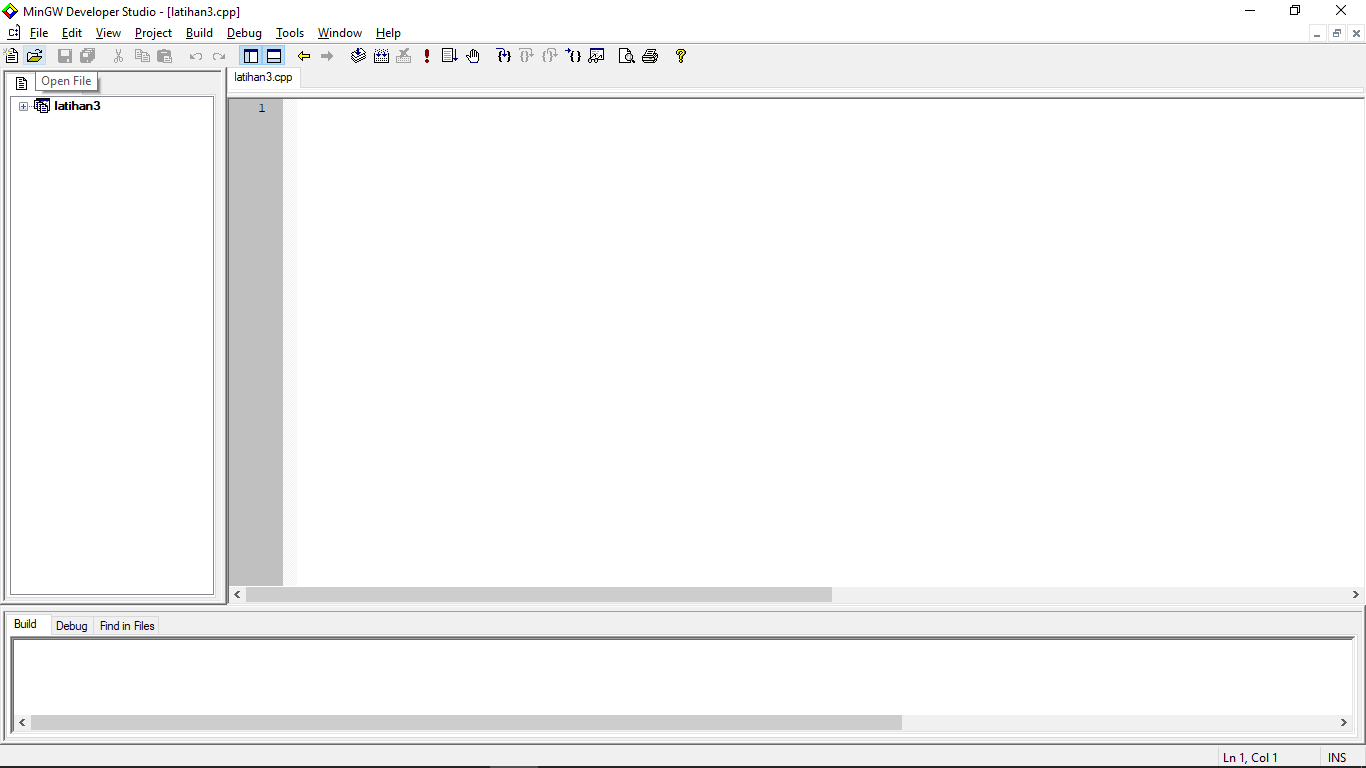 MinGW Developer Studio - [latihan3.cpp]
File Edit View Project Build Debug Tools Window Help
Open File
latihan3.cpp
latihan3
1
Build Debug Find in Files
Ln 1, Col 1 INS